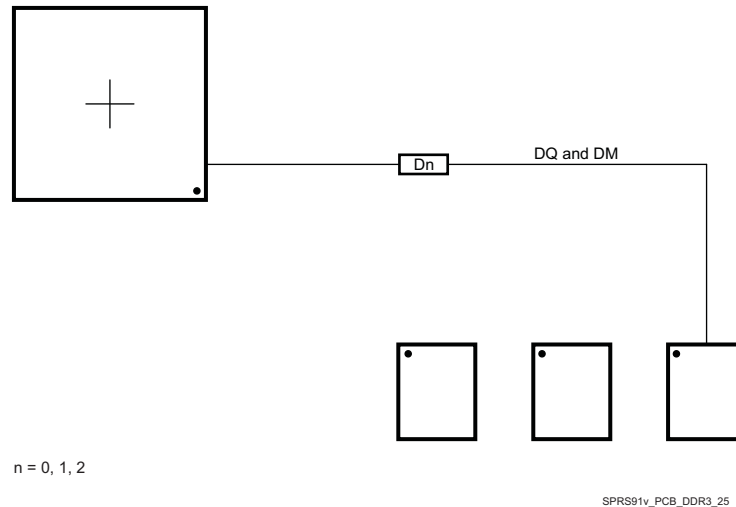 Dn
DQ and DM
n = 0, 1, 2
SPRS91v_PCB_DDR3_25